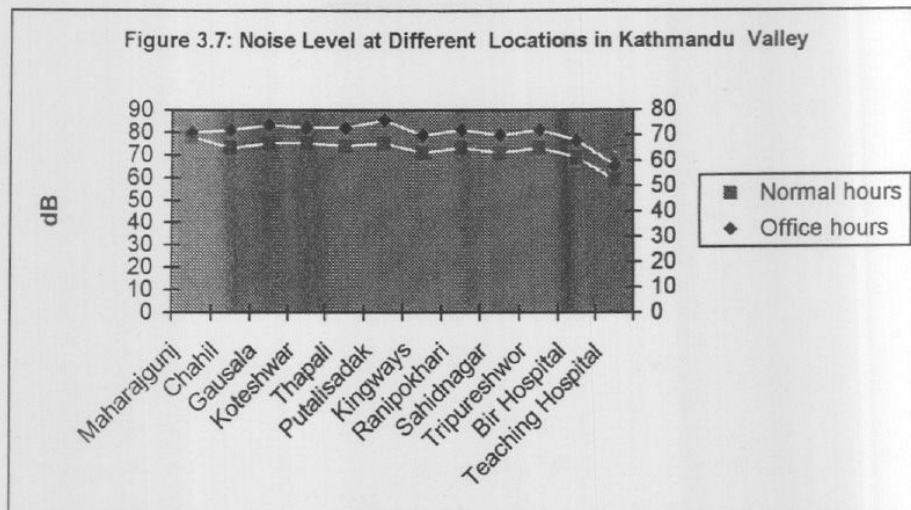 Figure 3.7: Noise Level at Different Locations in Kathmandu Valley
90
80
70
60
50
40
30
20
10
0
dB
80
70
60
50
40
30
20
10
0
Normal hours
Office hours
Maharajgunj
Chahil
Gausala
Koteshwar
Thapali
Putalisadak
Kingways
Ranipokhari
Sahidnagar
Tripureshwor
Bir Hospital
Teaching Hospital